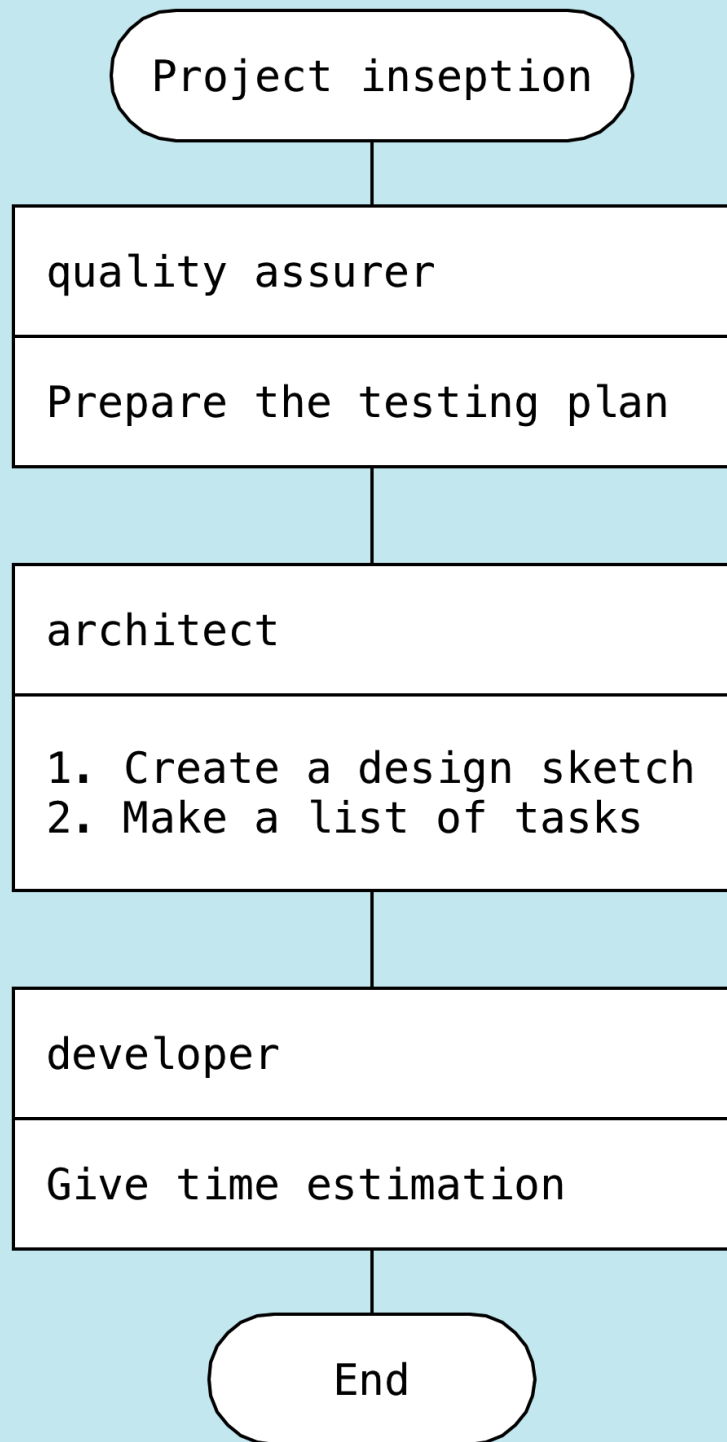 Project inseption
quality assurer
Prepare the testing plan
architect
1. Create a design sketch
2. Make a list of tasks
developer
Give time estimation
End